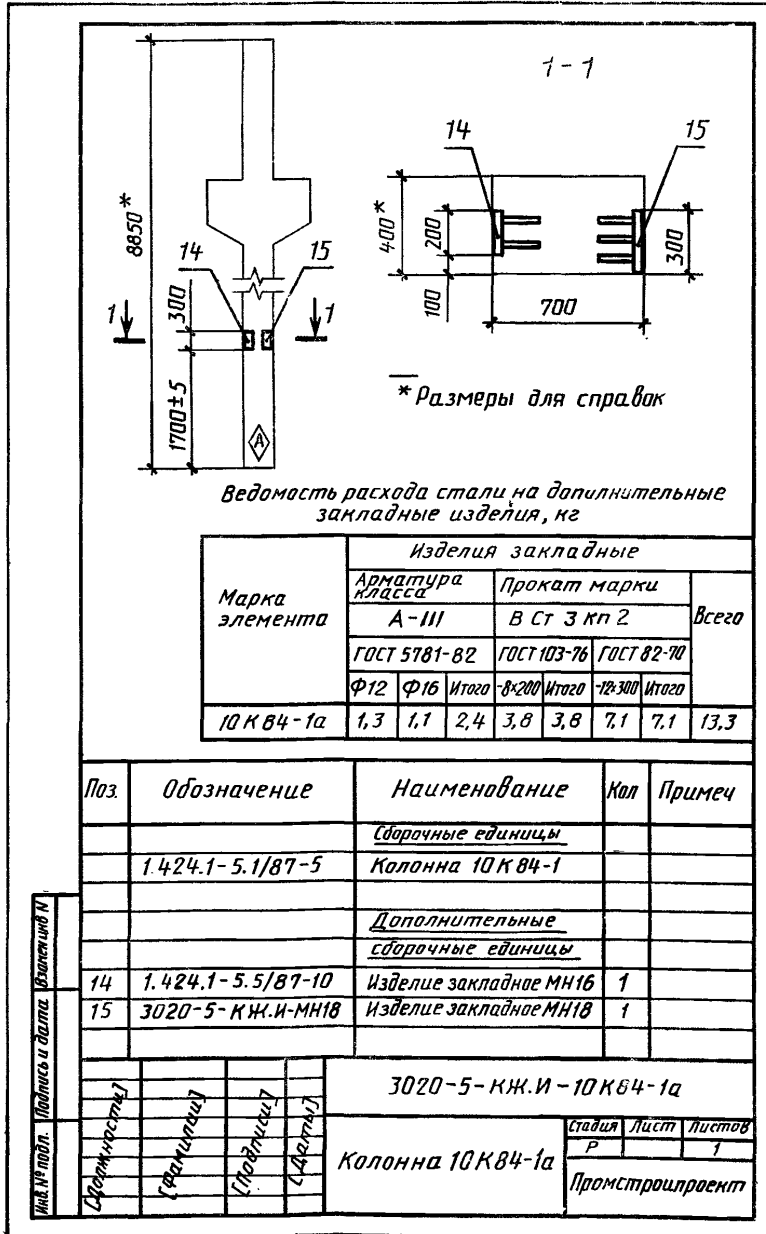 1-1
14
15
8850*
14
15
1
1
300
1700±5
А
400*
200
100
300
700
* Размеры для справок
Ведомость расхода стали на дополнительные
закладные изделия, кг
Марка элемента
Изделия закладные
Арматура класса
Прокат марки
Всего
А-III
В Ст 3 кп 2
ГОСТ 5781-82
ГОСТ 103-76
ГОСТ 82-70
Ф12
Ф16
Итого
-8×200
Итого
-12×300
Итого
10К84-1а
1,3
1,1
2,4
3,8
3,8
7,1
7,1
13,3
Поз.
Обозначение
Наименование
Кол
Примеч
Сборочные единицы
1.424.1-5.1/87-5
Колонна 10К84-1
Дополнительные
сборочные единицы
14
1.424.1-5.5/87-10
Изделие закладное МН16
1
15
3020-5-КЖ.И-МН18
Изделие закладное МН18
1
Взамен инв N
Подпись и дата
Инв. № подл.
[Должности]
[Фамилии]
[Подписи]
[Даты]
3020-5-КЖ.И-10К84-1а
Колонна 10К84-1а
Стадия
Лист
Листов
Р
1
Промстройпроект